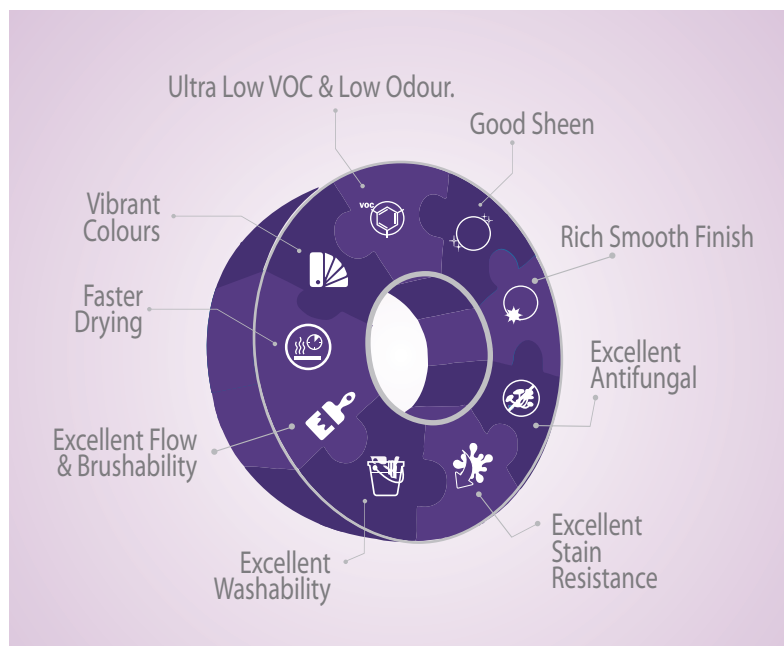 Ultra Low VOC & Low Odour.
Good Sheen
Vibrant
Colours
voc
Rich Smooth Finish
Faster
Drying
Excellent
Antifungal
Excellent Flow
& Brushability
Excellent
Stain
Resistance
Excellent
Washability